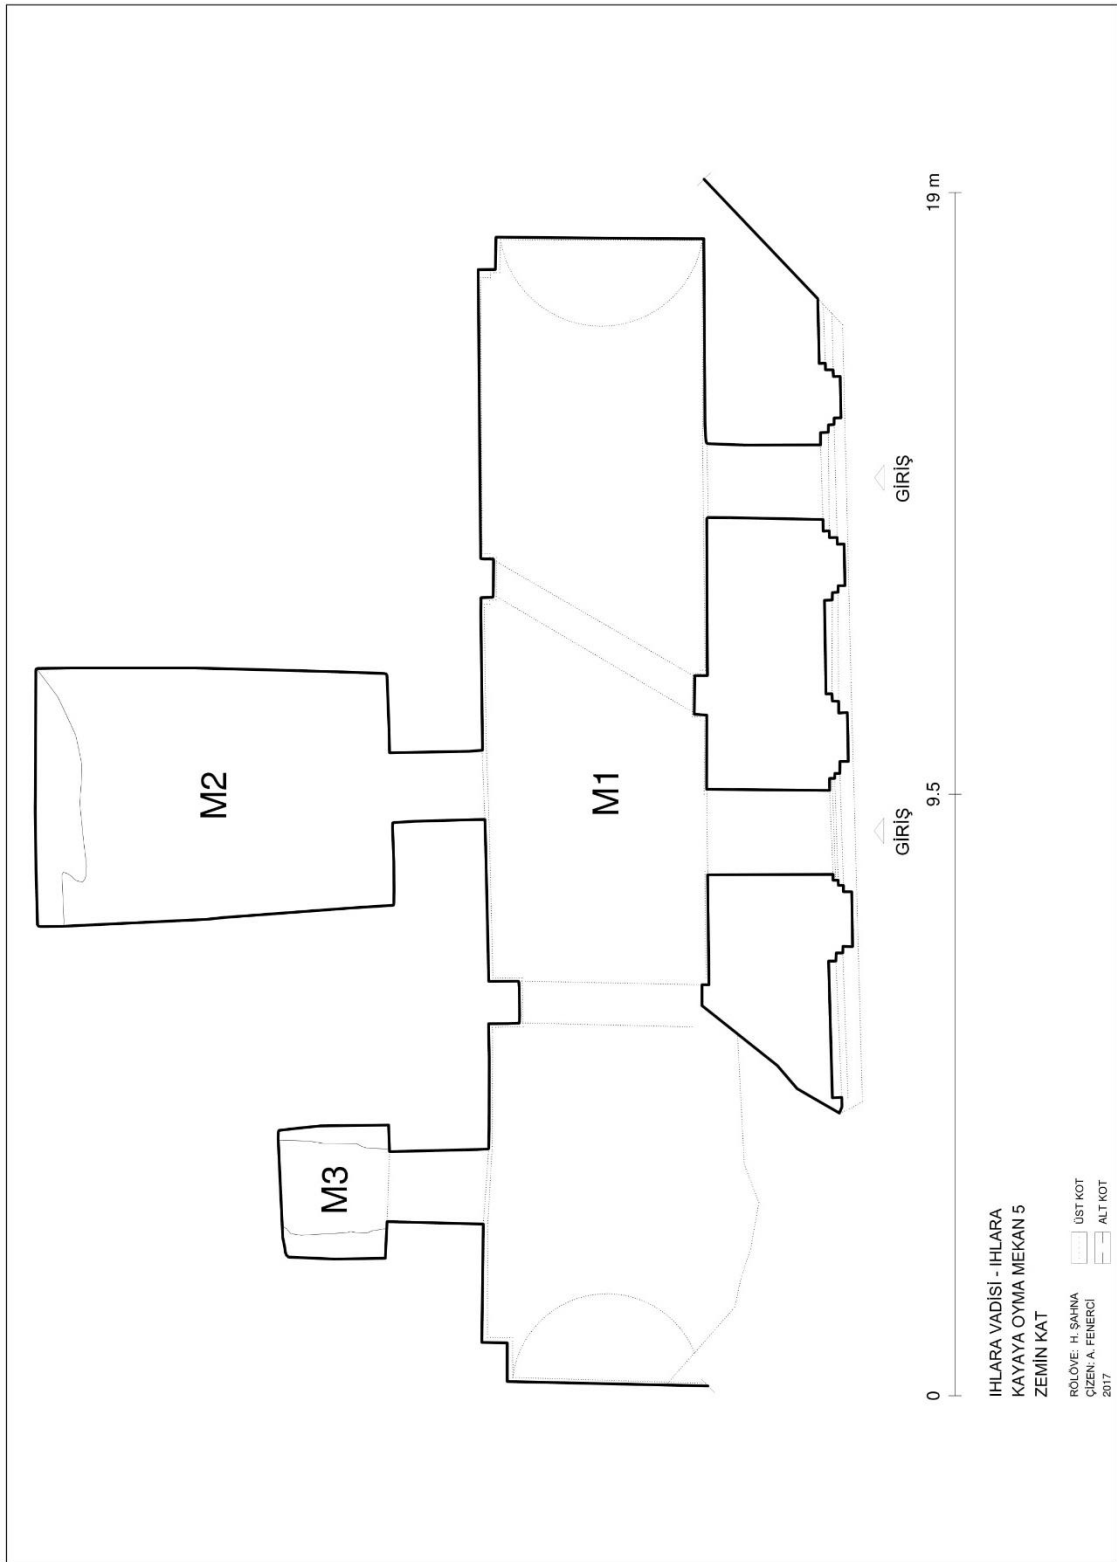 M2
M3
M1
GİRİŞ
GİRİŞ
0
9.5
19 m
IHLARA VADİSİ - IHLARA
KAYAYA OYMA MEKAN 5
ZEMİN KAT
RÖLÖVE: H. ŞAHNA
ÇİZEN: A. FENERCİ
2017
ÜST KOT
ALT KOT